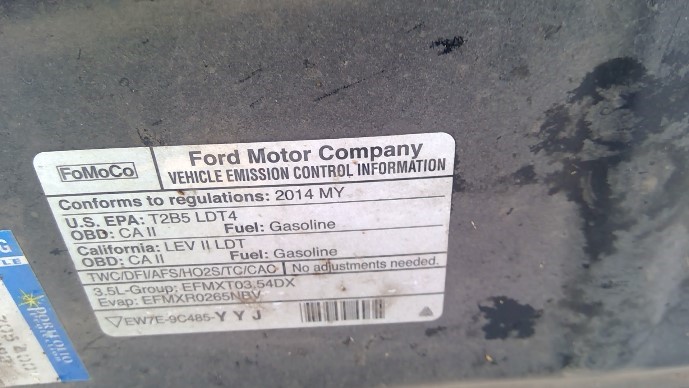 FoMoCo
Ford Motor Company
VEHICLE EMISSION CONTROL INFORMATION
Conforms to regulations: 2014 MY
U.S. EPA: T2B5 LDT4
OBD: CA II Fuel: Gasoline
California: LEV II LDT
OBD: CA II Fuel: Gasoline
TWC/DFI/AFS/HO2S/TC/CAC No adjustments needed.
3.5L-Group: EFMXT03.54DX
Evap: EFMXR0265NBV
EW7E-9C485-YYJ